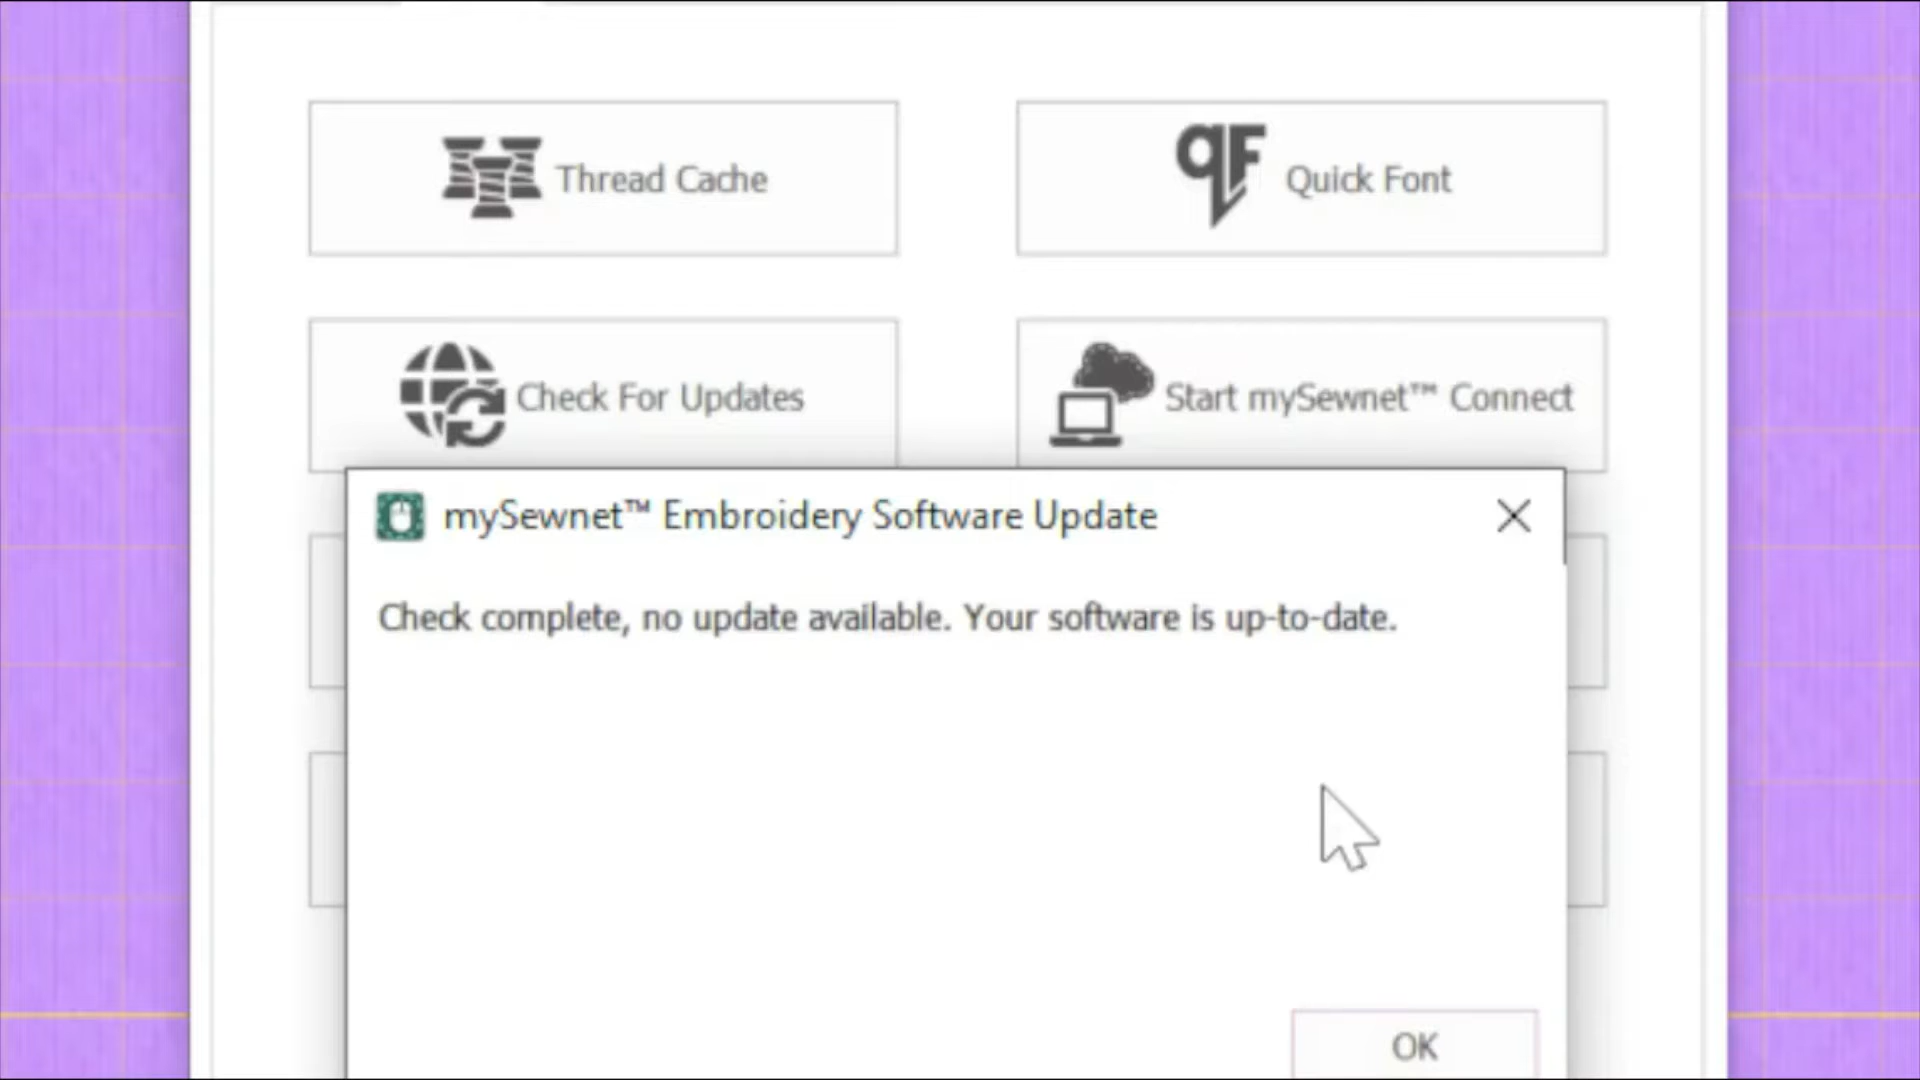 Thread Cache
qF Quick Font
Check For Updates
Start mySewnet™ Connect
mySewnet™ Embroidery Software Update
Check complete, no update available. Your software is up-to-date.
OK